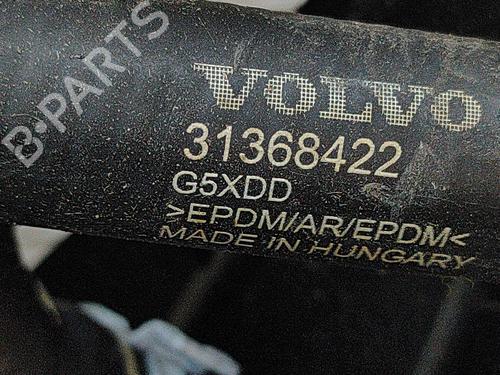 B-PARTS
VOLVO
31368422
G5XDD
>EPDM/AR/EPDM<
MADE IN HUNGARY